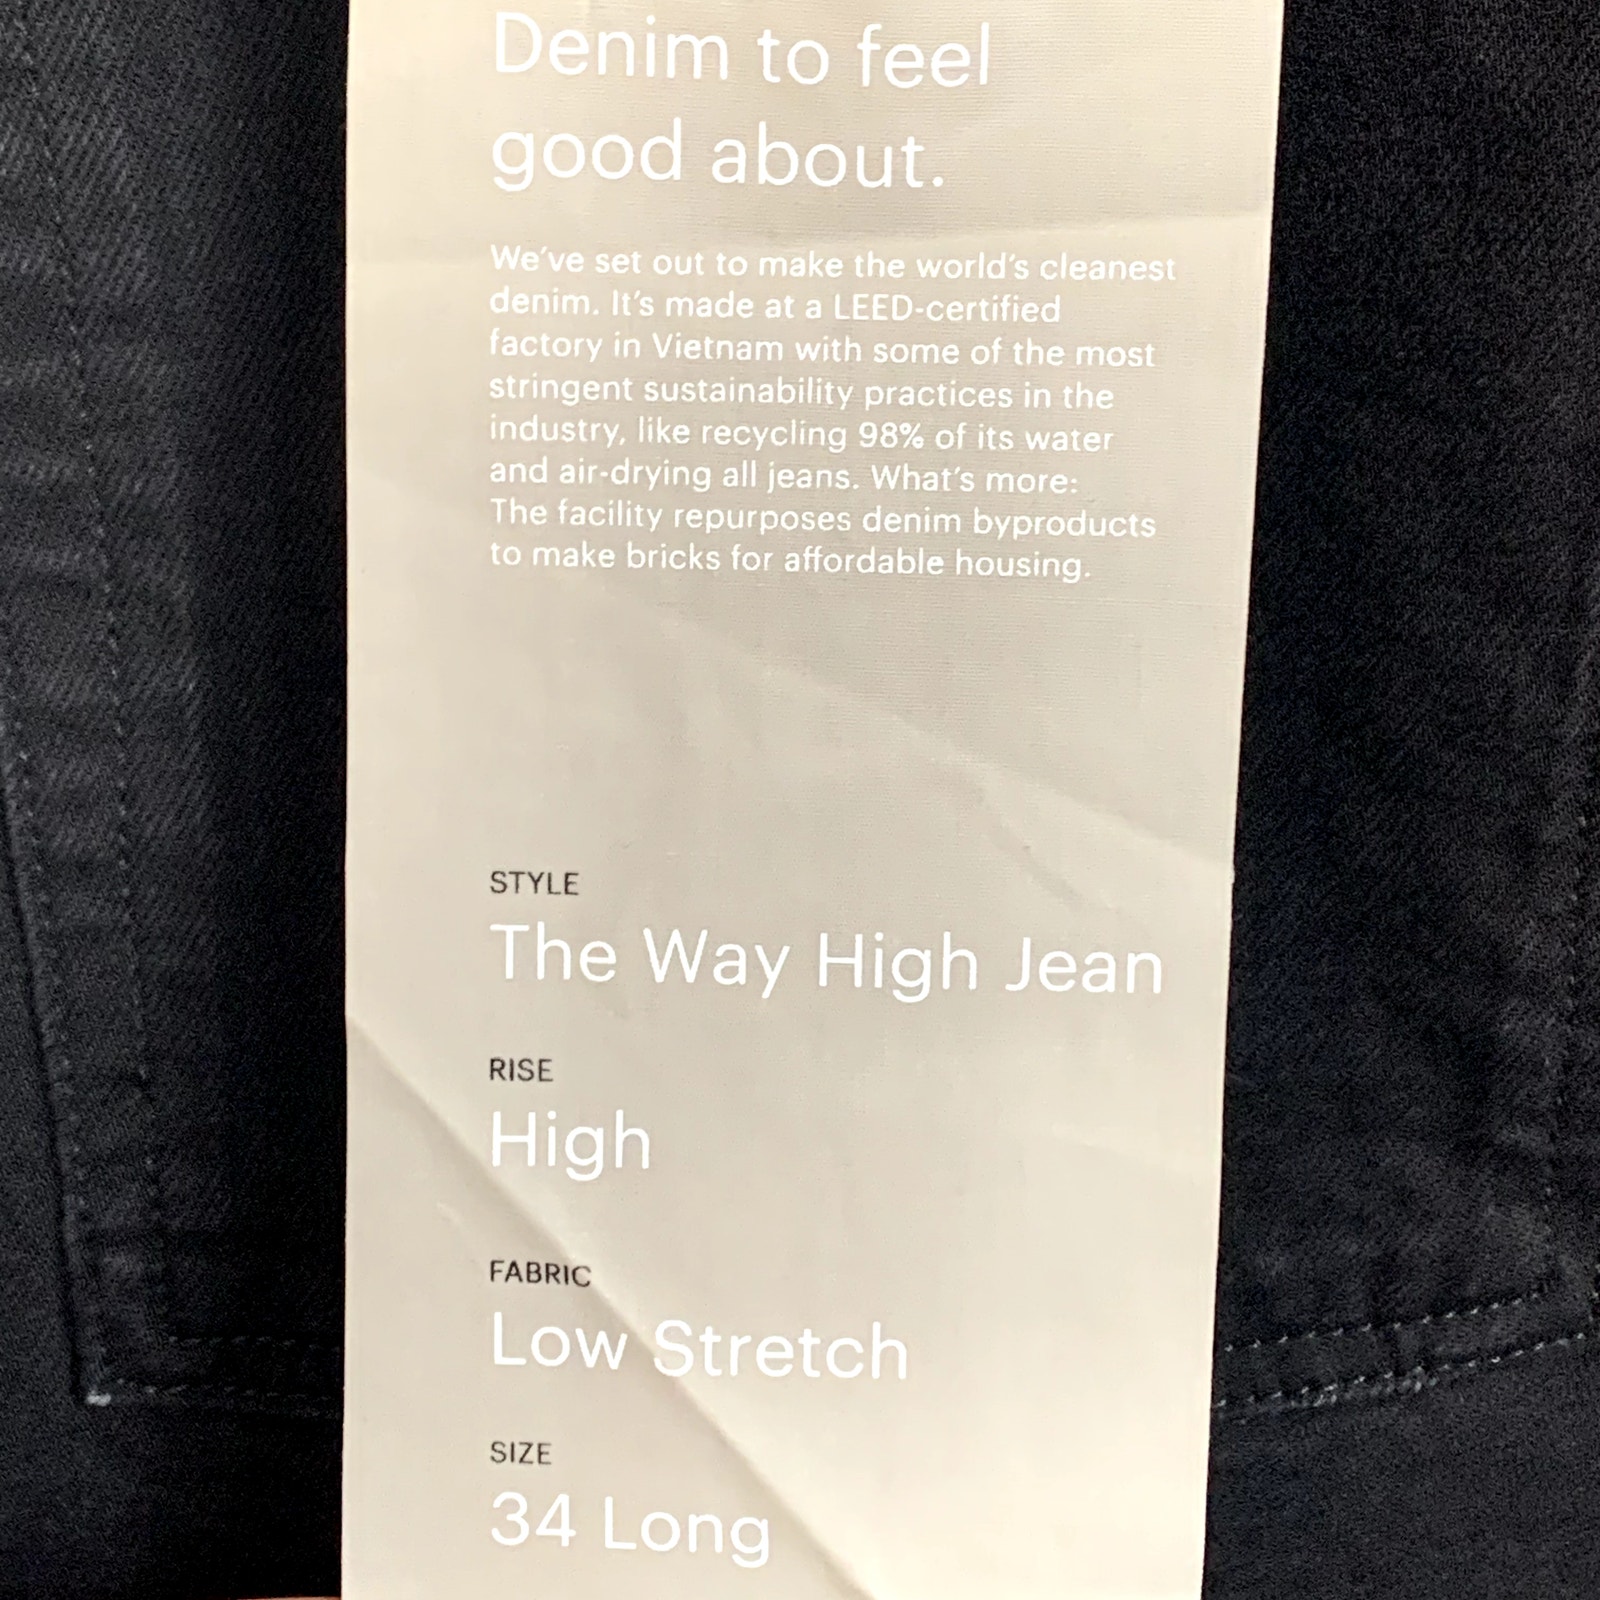 Denim to feel
good about.
We've set out to make the world's cleanest
denim. It's made at a LEED-certified
factory in Vietnam with some of the most
stringent sustainability practices in the
industry, like recycling 98% of its water
and air-drying all jeans. What's more:
The facility repurposes denim byproducts
to make bricks for affordable housing.
STYLE
The Way High Jean
RISE
High
FABRIC
Low Stretch
SIZE
34 Long